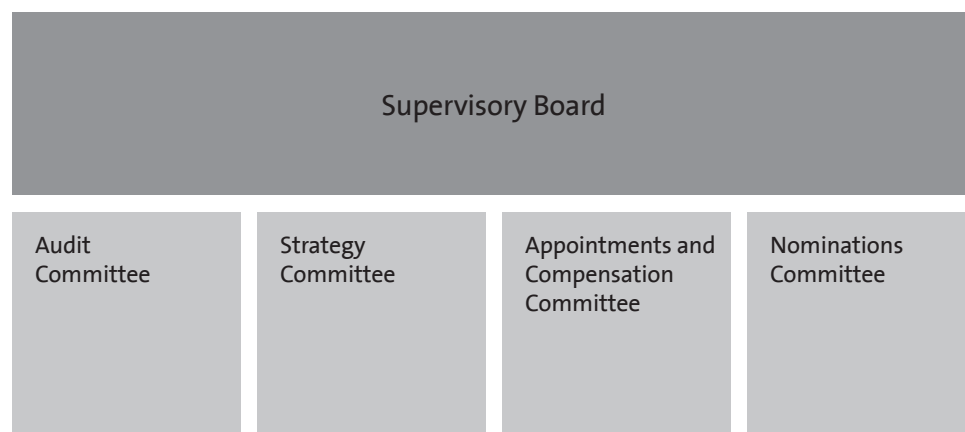 Supervisory Board
Audit
Committee
Strategy
Committee
Appointments and
Compensation
Committee
Nominations
Committee